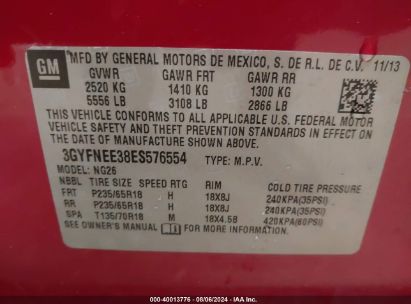 GM
MFD BY GENERAL MOTORS DE MEXICO, S. DE R.L. DE C.V. 11/13
GVWR GAWR FRT GAWR RR
2520 KG 1410 KG 1300 KG
5556 LB 3108 LB 2866 LB
THIS VEHICLE CONFORMS TO ALL APPLICABLE U.S. FEDERAL MOTOR
VEHICLE SAFETY, BUMPER, AND THEFT PREVENTION STANDARDS IN EFFECT
ON THE DATE OF MANUFACTURE SHOWN ABOVE.
3GYFNEE38ES576554 TYPE: M.P.V.
MODEL: NG26
NBBL TIRE SIZE SPEED RTG RIM COLD TIRE PRESSURE
FRT P235/65R18 H 18X8J 240KPA(35PSI)
RR P235/65R18 H 18X8J 240KPA(35PSI)
SPA T135/70R18 M 18X4.5B 420KPA(60PSI)
SEE OWNER'S MANUAL FOR MORE INFORMATION
000-40013776 - 08/06/2024 -